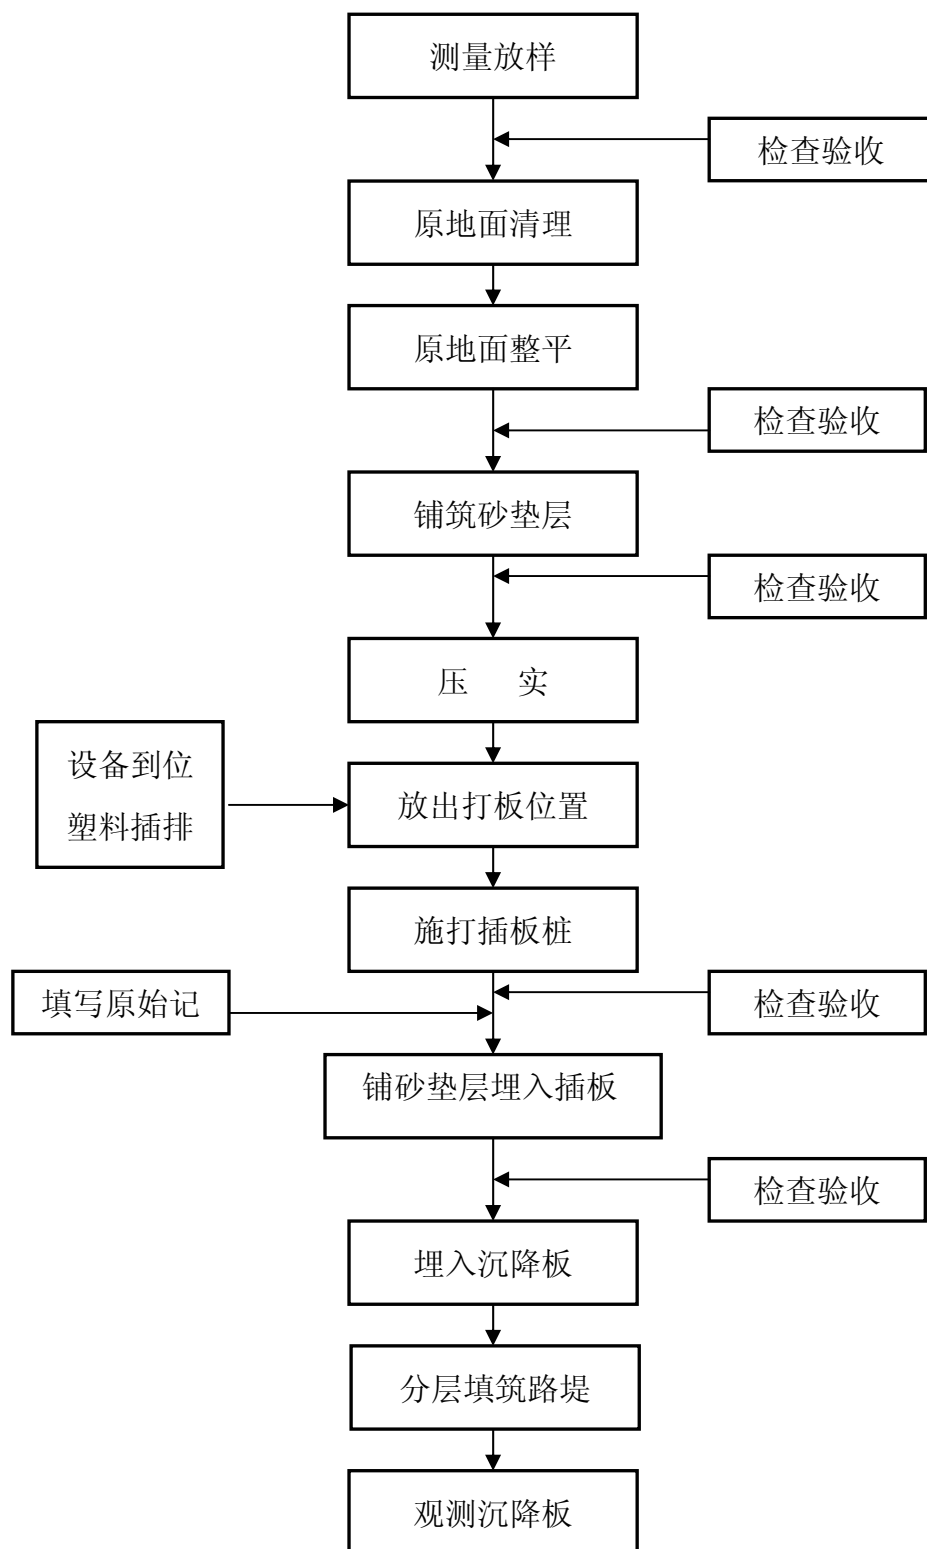 测量放样
检查验收
原地面清理
原地面整平
检查验收
铺筑砂垫层
检查验收
压 实
设备到位
塑料插排
放出打板位置
施打插板桩
填写原始记
检查验收
铺砂垫层埋入插板
检查验收
埋入沉降板
分层填筑路堤
观测沉降板